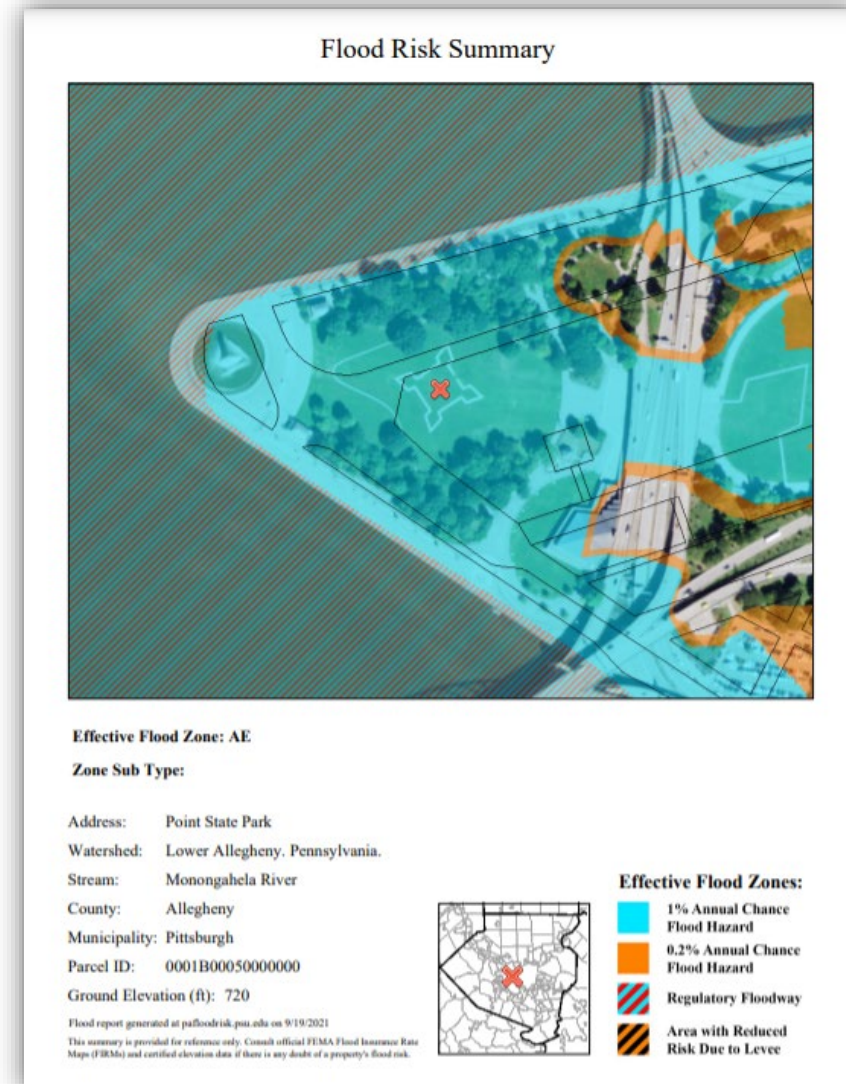 Flood Risk Summary
Effective Flood Zone: AE
Zone Sub Type:
Address: Point State Park
Watershed: Lower Allegheny. Pennsylvania.
Stream: Monongahela River
County: Allegheny
Municipality: Pittsburgh
Parcel ID: 0001B00050000000
Ground Elevation (ft): 720
Flood report generated at pafloodrisk.psu.edu on 9/19/2021
This summary is provided for reference only. Consult official FEMA Flood Insurance Rate
Maps (FIRMs) and certified elevation data if there is any doubt of a property's flood risk.
Effective Flood Zones:
1% Annual Chance
Flood Hazard
0.2% Annual Chance
Flood Hazard
Regulatory Floodway
Area with Reduced
Risk Due to Levee